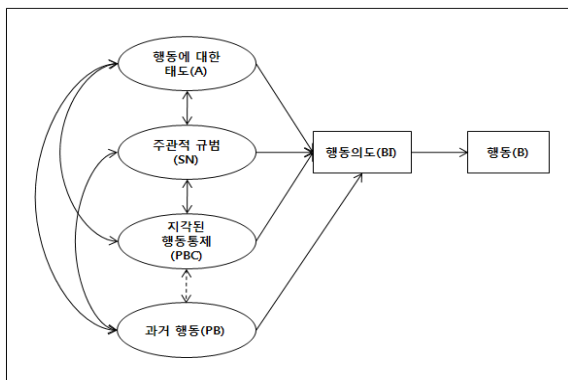 행동에 대한
태도(A)
주관적 규범
(SN)
지각된
행동통제
(PBC)
과거 행동(PB)
행동의도(BI)
행동(B)